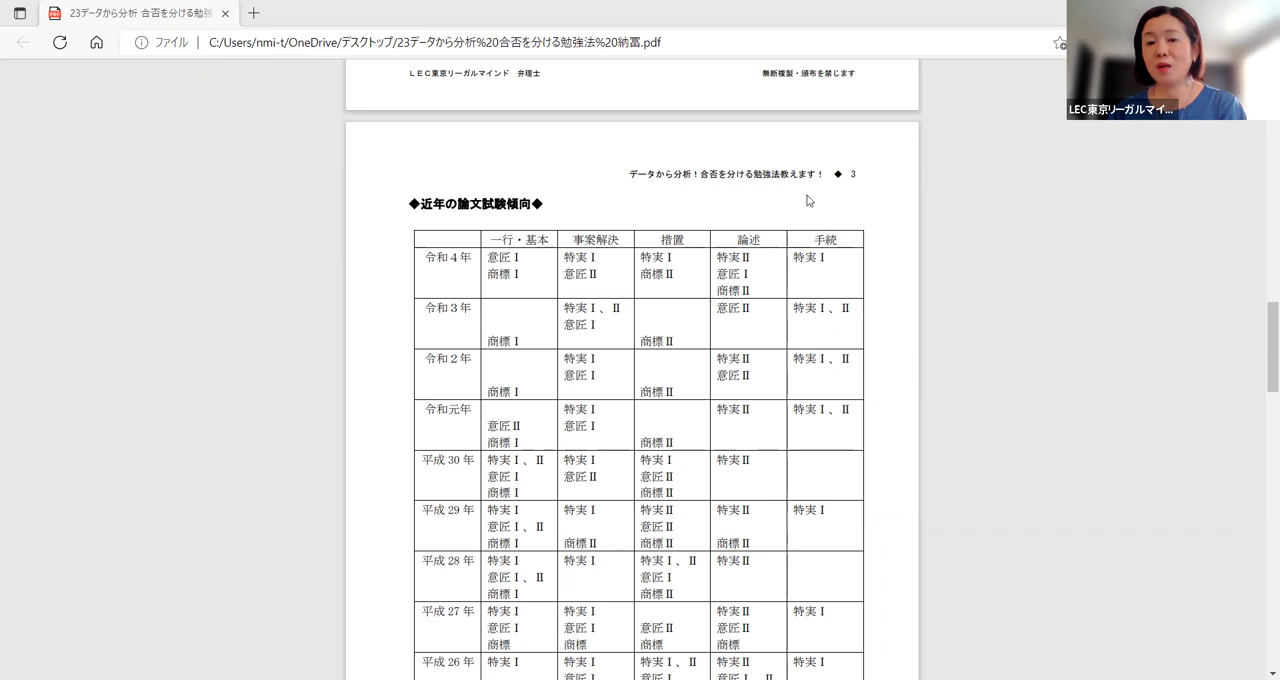 23データから分析 合否を分ける勉強
ファイル | C:/Users/nmi-t/OneDrive/デスクトップ/23データから分析%20合否を分ける勉強法%20納冨.pdf
LEC東京リーガルマイ...
ＬＥＣ東京リーガルマインド 弁理士 無断複製・頒布を禁じます
データから分析！合否を分ける勉強法教えます！ ◆ 3
◆近年の論文試験傾向◆
一行・基本 事案解決 措置 論述 手続
令和４年 意匠Ⅰ 特実Ⅰ 特実Ⅰ 特実Ⅱ 特実Ⅰ
商標Ⅰ 意匠Ⅱ 商標Ⅱ 意匠Ⅰ
商標Ⅱ
令和３年 特実Ⅰ、Ⅱ 意匠Ⅱ 特実Ⅰ、Ⅱ
意匠Ⅰ
商標Ⅰ 商標Ⅱ
令和２年 特実Ⅰ 特実Ⅱ 特実Ⅰ、Ⅱ
意匠Ⅰ 意匠Ⅱ
商標Ⅰ 商標Ⅱ
令和元年 特実Ⅰ 特実Ⅱ 特実Ⅰ、Ⅱ
意匠Ⅱ 意匠Ⅰ
商標Ⅰ 商標Ⅱ
平成 30 年 特実Ⅰ、Ⅱ 特実Ⅰ 特実Ⅰ 特実Ⅱ
意匠Ⅰ 意匠Ⅱ 意匠Ⅱ
商標Ⅰ 商標Ⅱ
平成 29 年 特実Ⅰ 特実Ⅰ 特実Ⅱ 特実Ⅱ 特実Ⅰ
意匠Ⅰ、Ⅱ 意匠Ⅱ
商標Ⅰ 商標Ⅱ 商標Ⅱ 商標Ⅱ
平成 28 年 特実Ⅰ 特実Ⅰ 特実Ⅰ、Ⅱ 特実Ⅱ
意匠Ⅰ、Ⅱ 意匠Ⅰ
商標Ⅰ 商標Ⅱ
平成 27 年 特実Ⅰ 特実Ⅰ 特実Ⅱ 特実Ⅰ
意匠Ⅰ 意匠Ⅰ 意匠Ⅱ 意匠Ⅱ
商標 商標 商標 商標
平成 26 年 特実Ⅰ 特実Ⅰ 特実Ⅰ、Ⅱ 特実Ⅱ 特実Ⅰ
意匠Ⅰ 意匠Ⅰ 意匠Ⅰ、Ⅱ